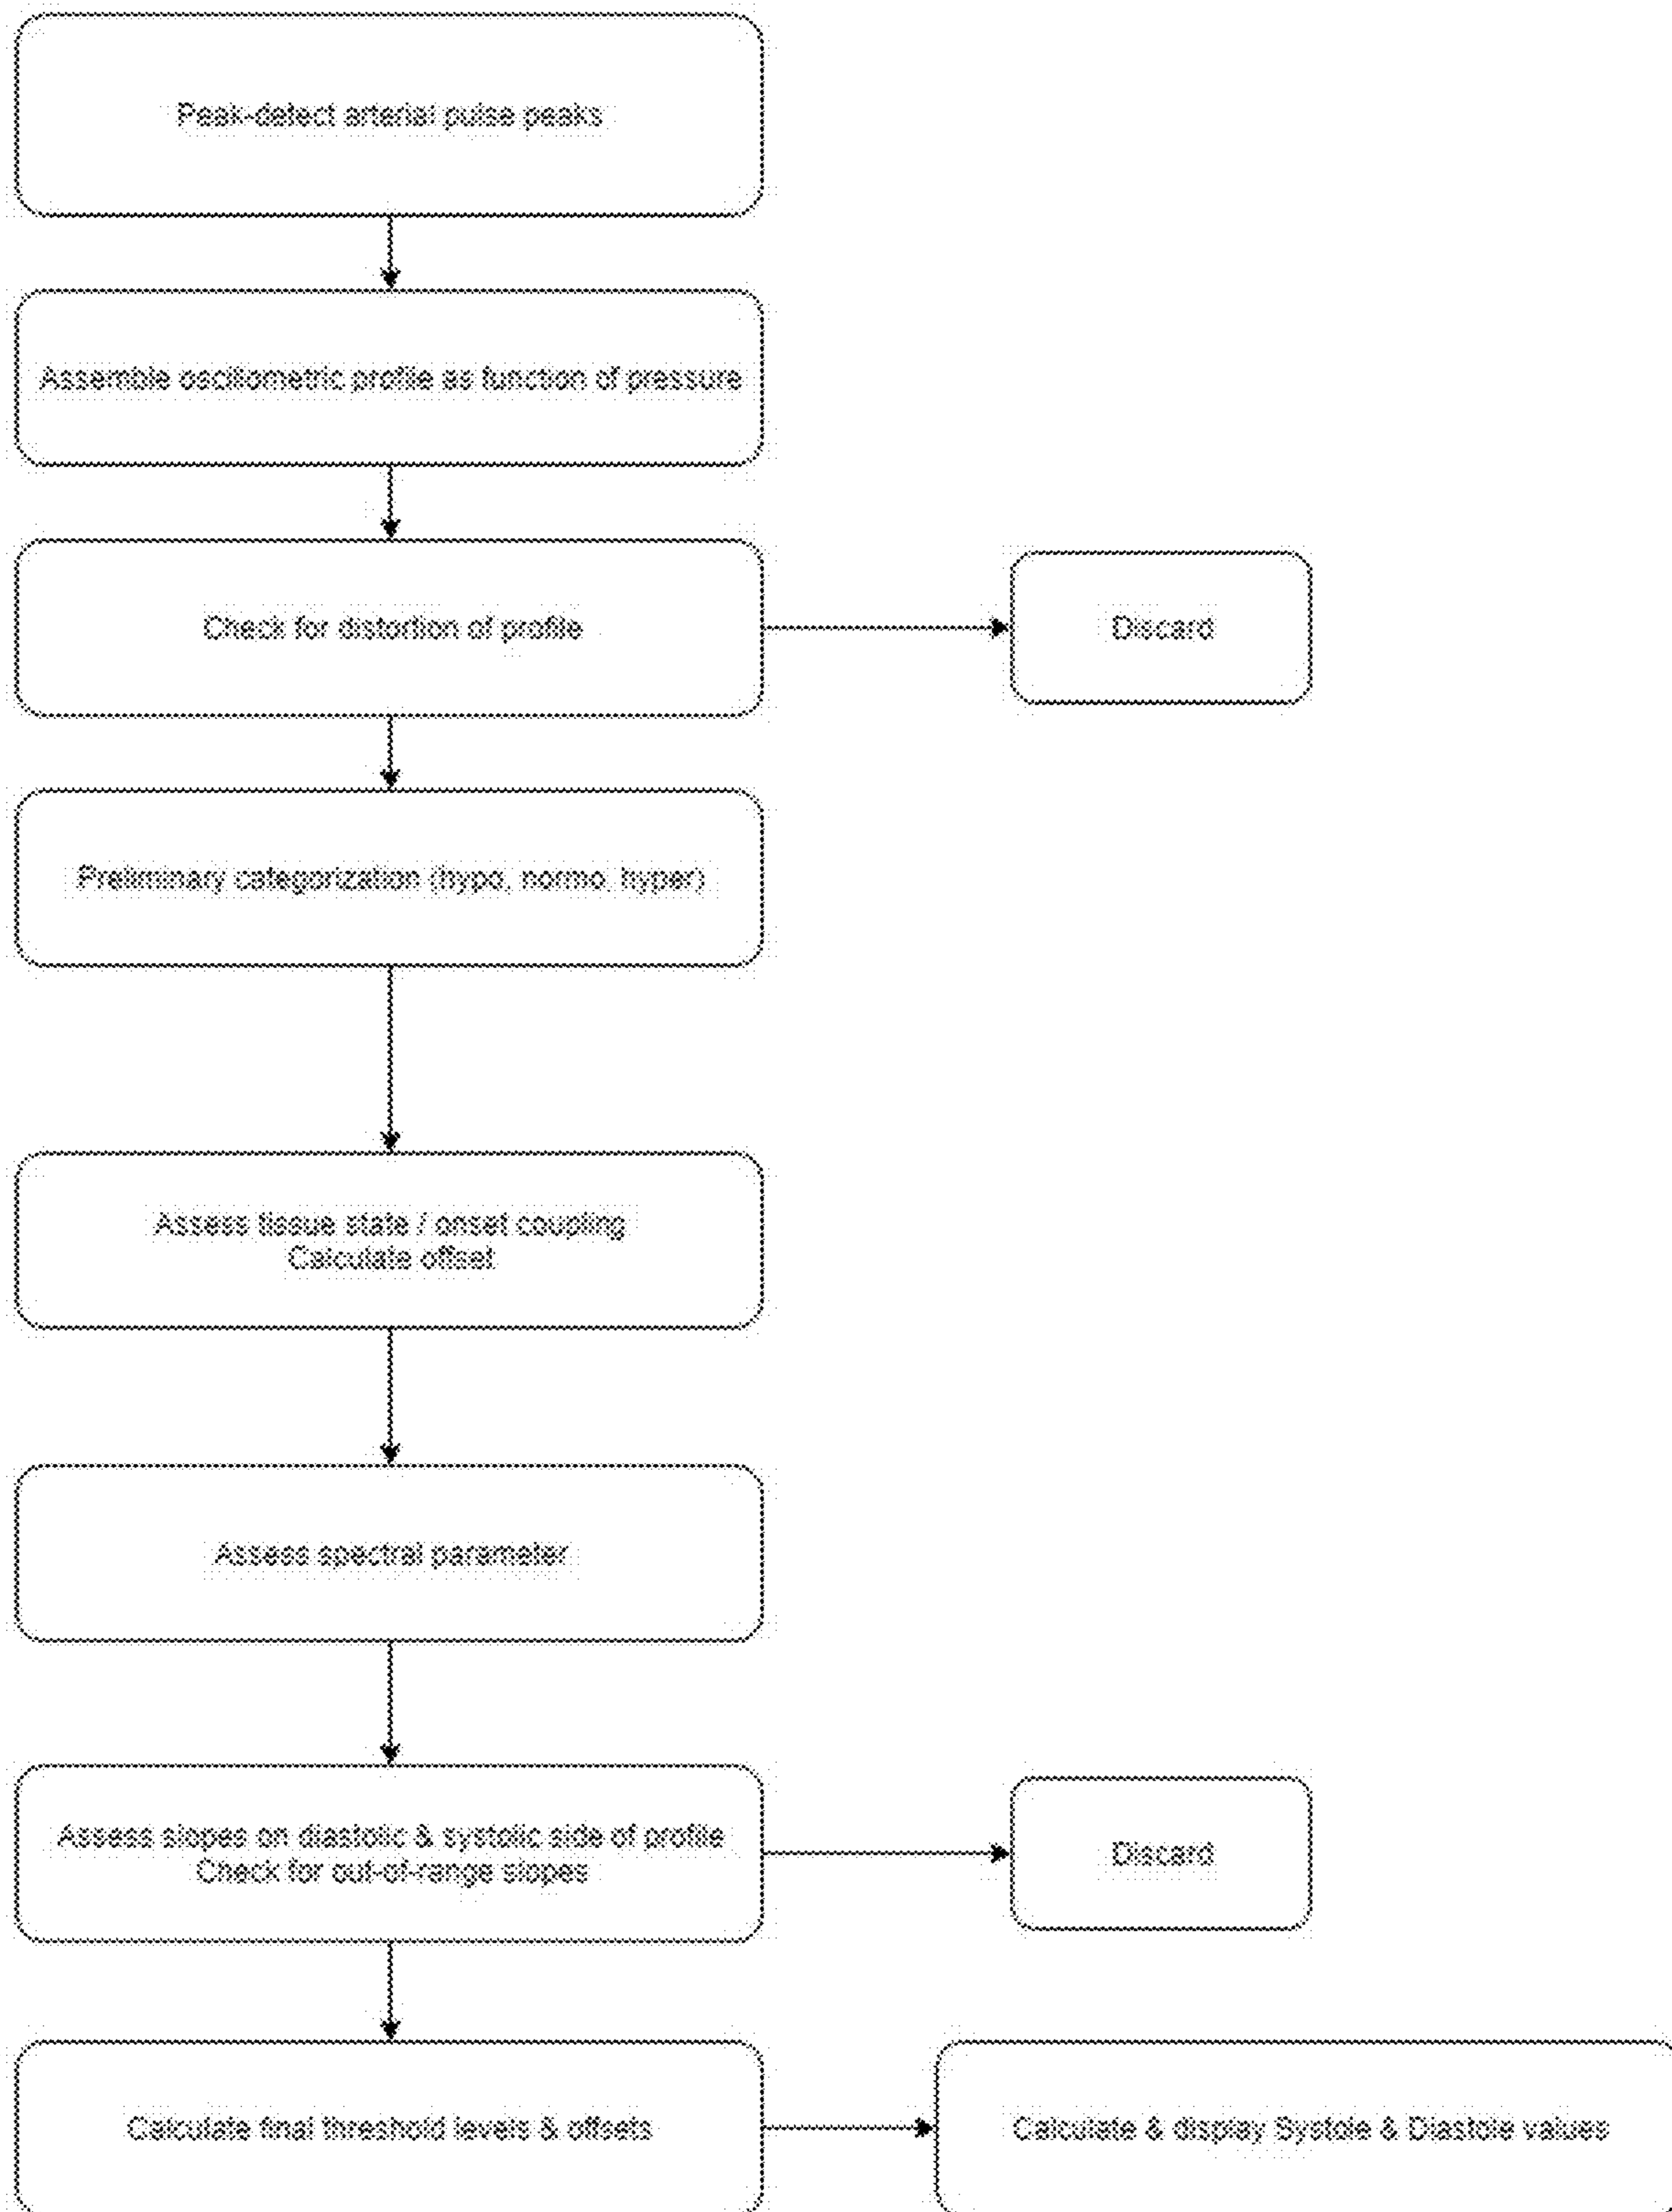 Peak-detect arterial pulse peaks
Assemble oscillometric profile as function of pressure
Check for distortion of profile
Discard
Preliminary categorization (hypo, normo, hyper)
Assess tissue state / onset coupling
Calculate offset
Assess spectral parameter
Assess slopes on diastolic & systolic side of profile
Check for out-of-range slopes
Discard
Calculate final threshold levels & offsets
Calculate & display Systole & Diastole values